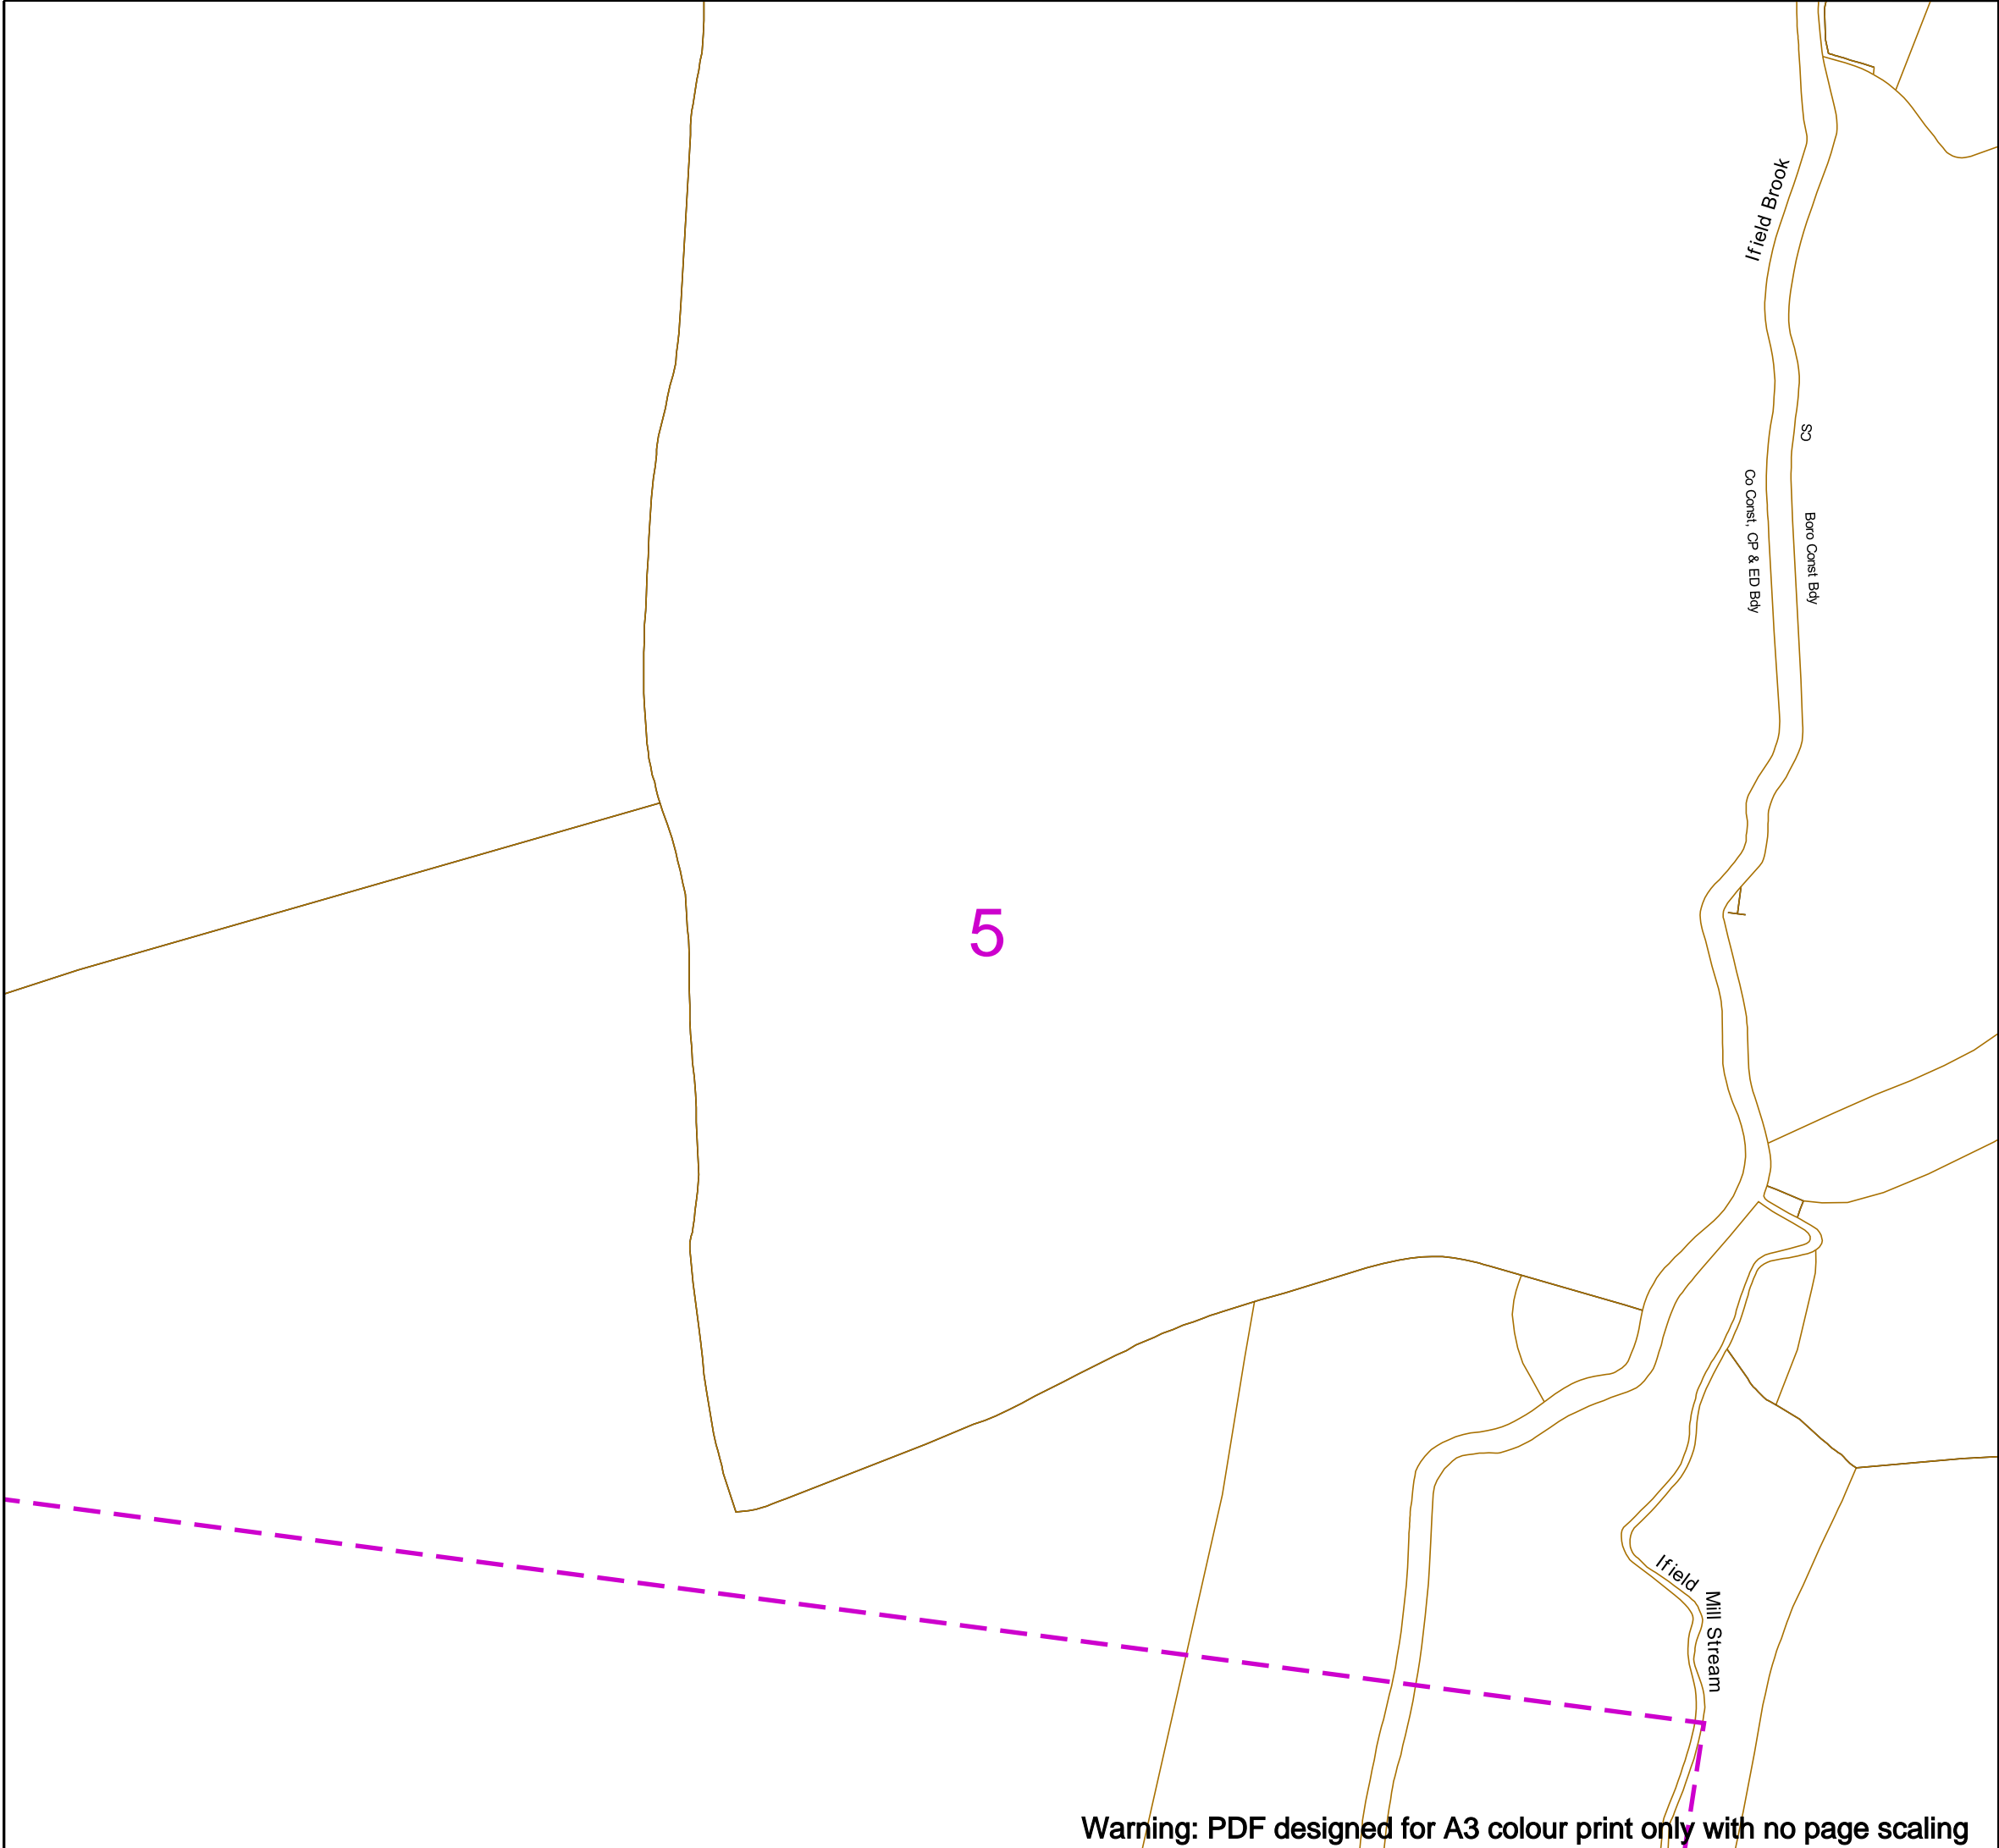 Ifield Brook
CS
Co Const, CP & ED Bdy
Boro Const Bdy
5
Ifield
Mill Stream
Warning: PDF designed for A3 colour print only with no page scaling